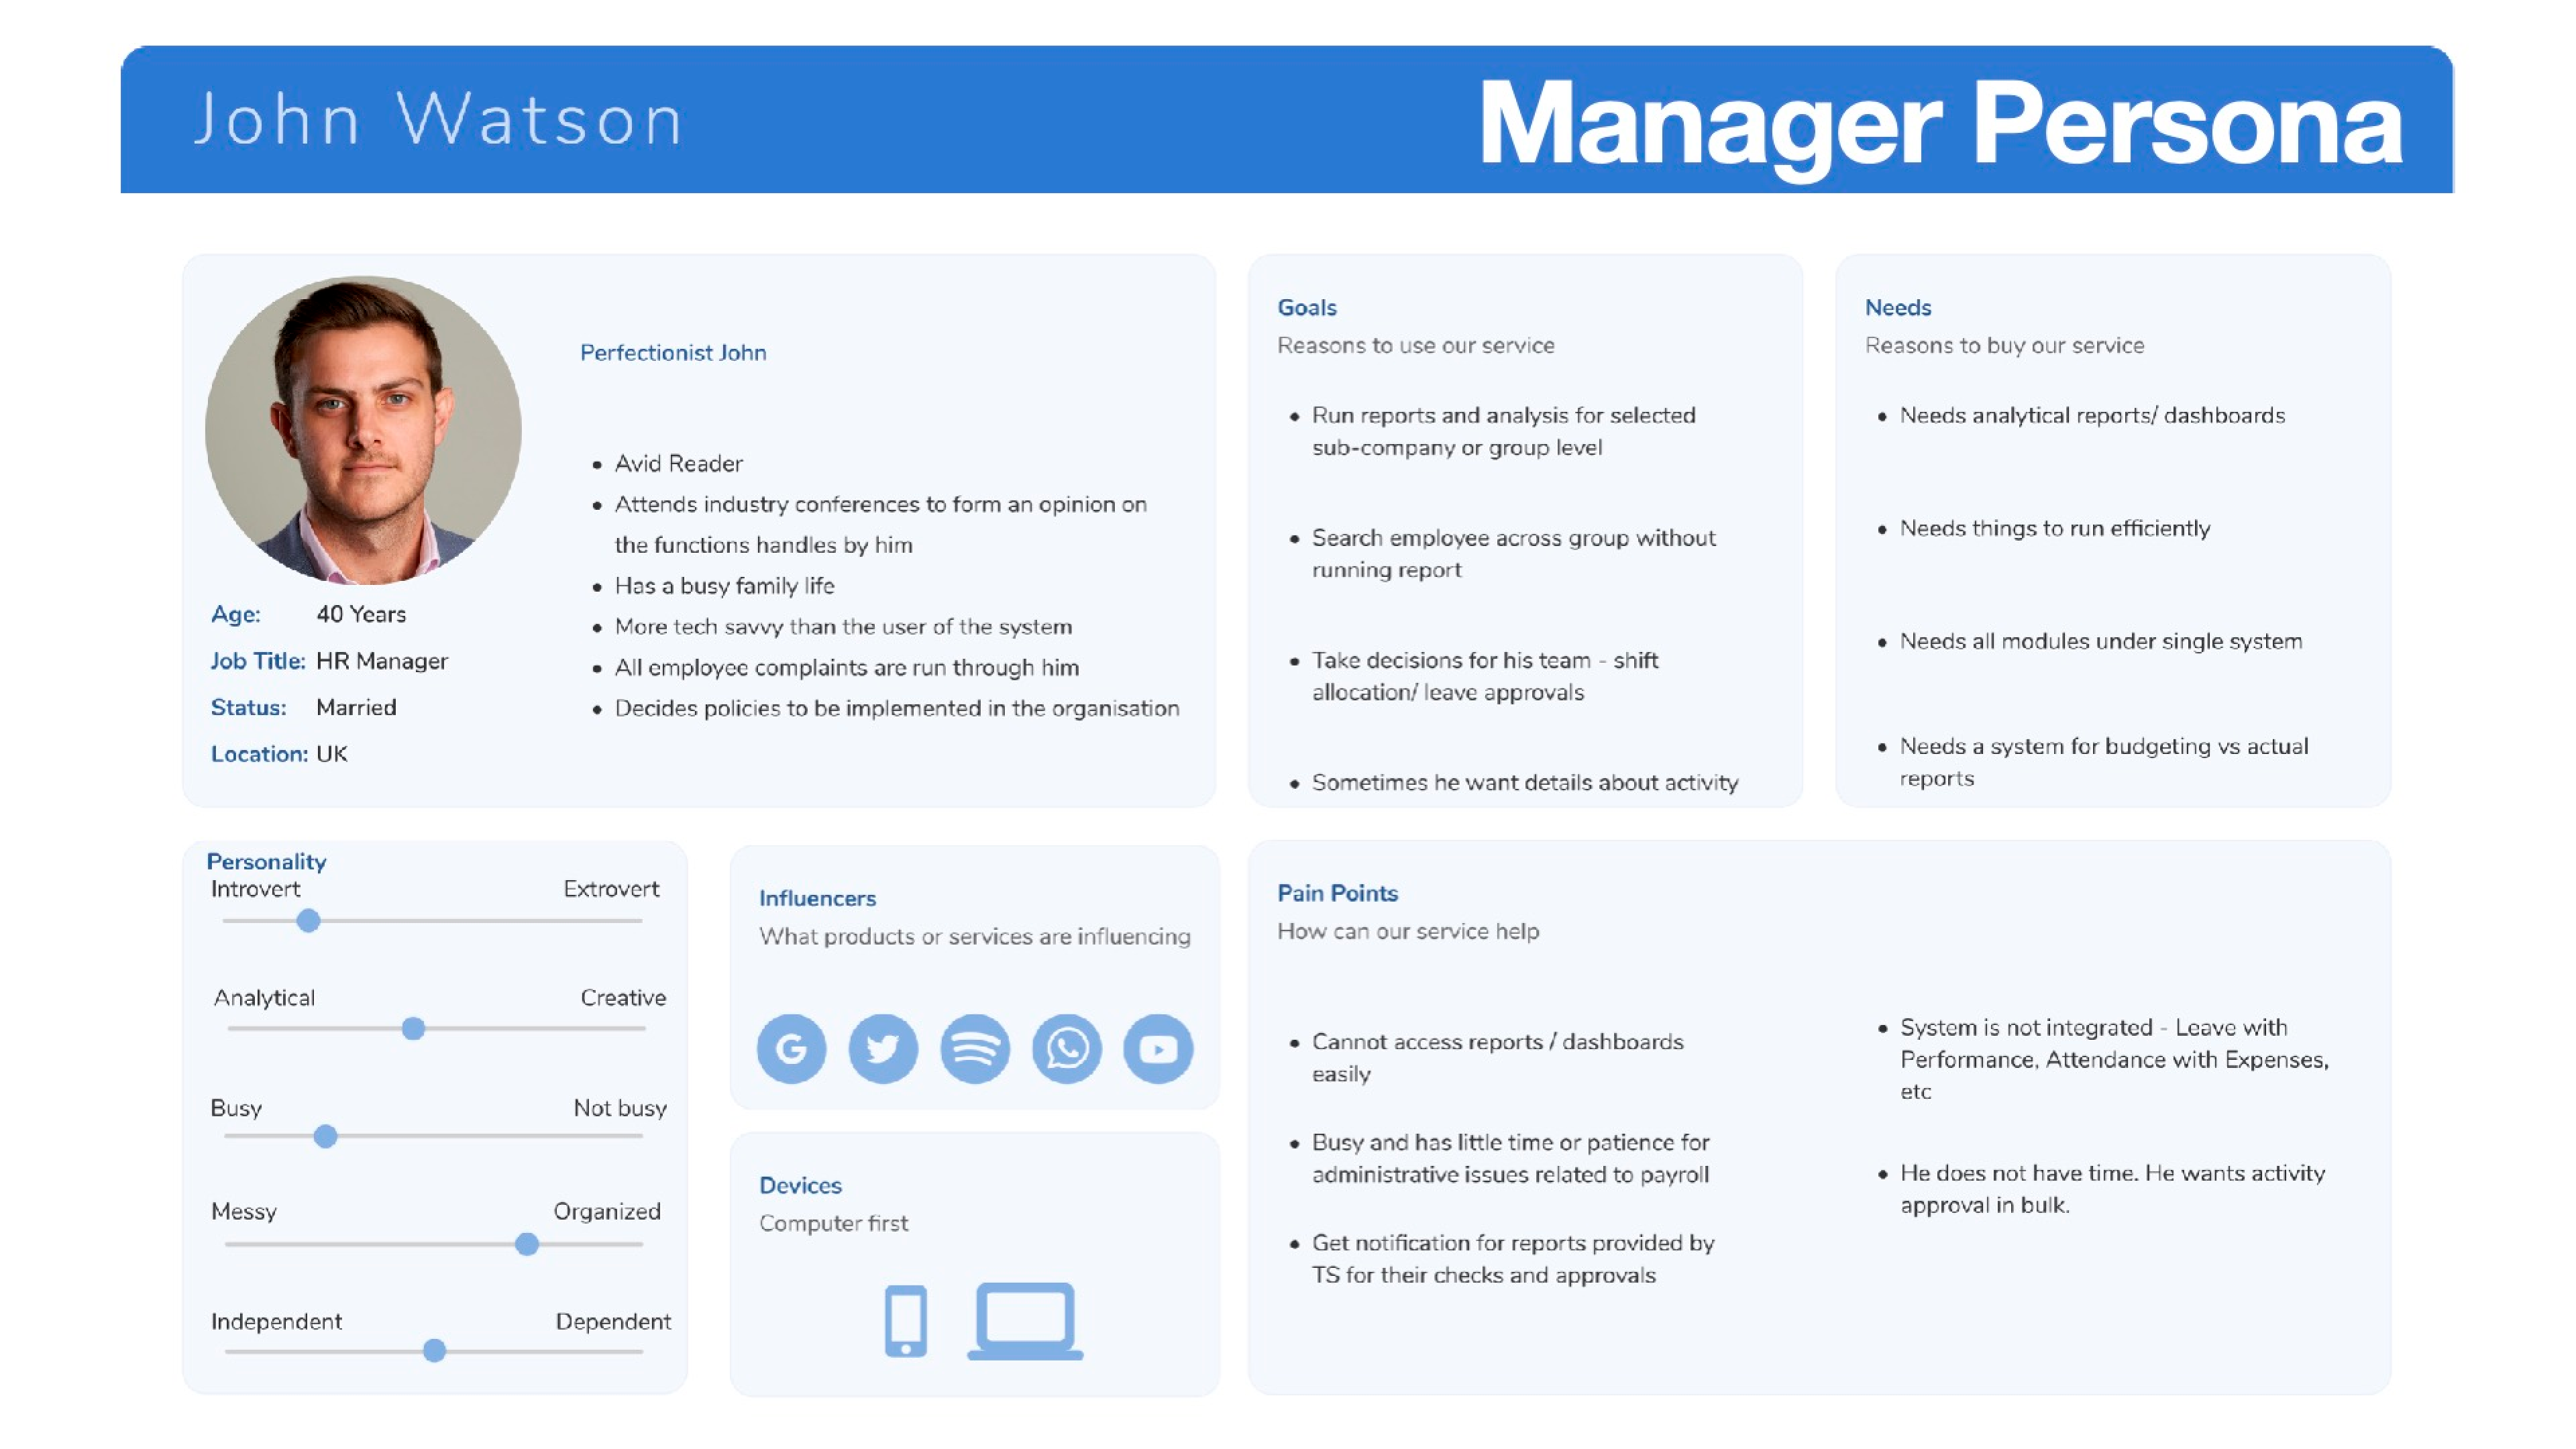 John Watson
Manager Persona
Perfectionist John
• Avid Reader
• Attends industry conferences to form an opinion on
the functions handles by him
• Has a busy family life
• More tech savvy than the user of the system
• All employee complaints are run through him
• Decides policies to be implemented in the organisation
Age: 40 Years
Job Title: HR Manager
Status: Married
Location: UK
Goals
Reasons to use our service
• Run reports and analysis for selected
sub-company or group level
• Search employee across group without
running report
• Take decisions for his team - shift
allocation/ leave approvals
• Sometimes he want details about activity
Needs
Reasons to buy our service
• Needs analytical reports/ dashboards
• Needs things to run efficiently
• Needs all modules under single system
• Needs a system for budgeting vs actual
reports
Personality
Introvert Extrovert
Analytical Creative
Busy Not busy
Messy Organized
Independent Dependent
Influencers
What products or services are influencing
G
Devices
Computer first
Pain Points
How can our service help
• Cannot access reports / dashboards
easily
• Busy and has little time or patience for
administrative issues related to payroll
• Get notification for reports provided by
TS for their checks and approvals
• System is not integrated - Leave with
Performance, Attendance with Expenses,
etc
• He does not have time. He wants activity
approval in bulk.